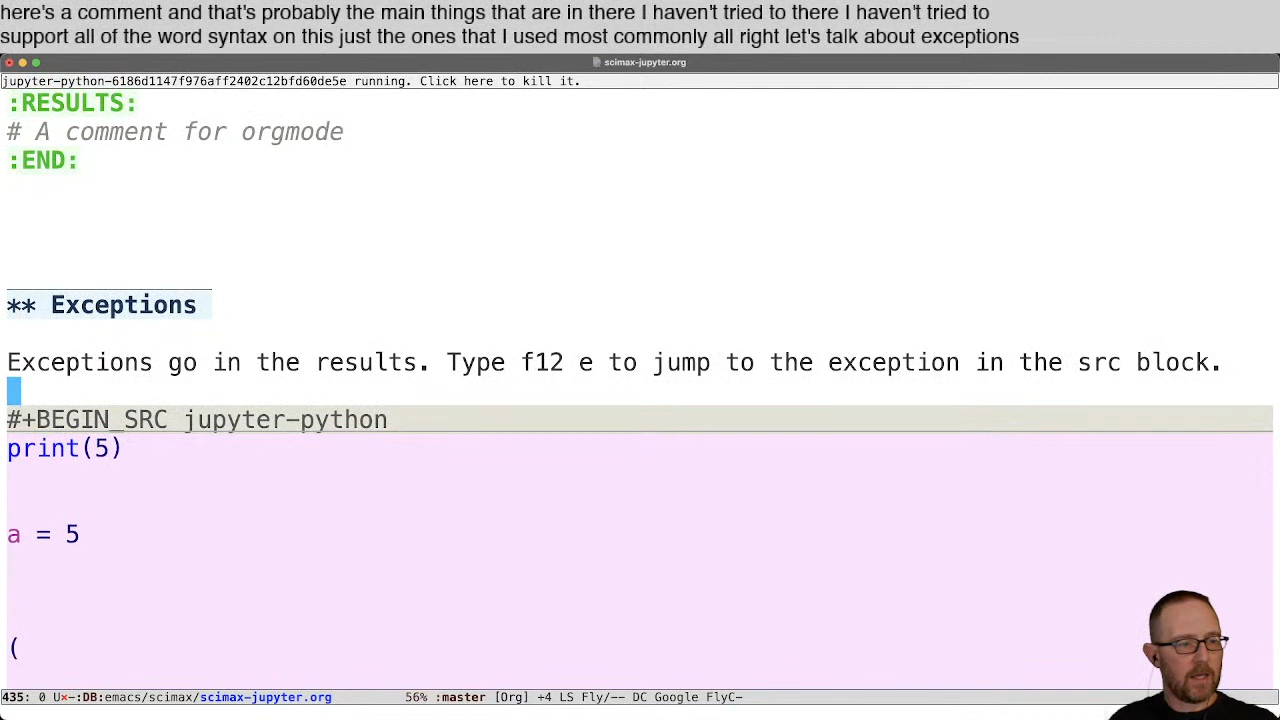 here's a comment and that's probably the main things that are in there I haven't tried to there I haven't tried to
support all of the word syntax on this just the ones that I used most commonly all right let's talk about exceptions
scimax-jupyter.org
jupyter-python-6186d1147f976aff2402c12bfd60de5e running. Click here to kill it.
:RESULTS:
# A comment for orgmode
:END:
** Exceptions
Exceptions go in the results. Type f12 e to jump to the exception in the src block.
#+BEGIN_SRC jupyter-python
print(5)
a = 5
(
435: 0 U×-:DB:emacs/scimax/scimax-jupyter.org 56% :master [Org] +4 LS Fly/-- DC Google FlyC-